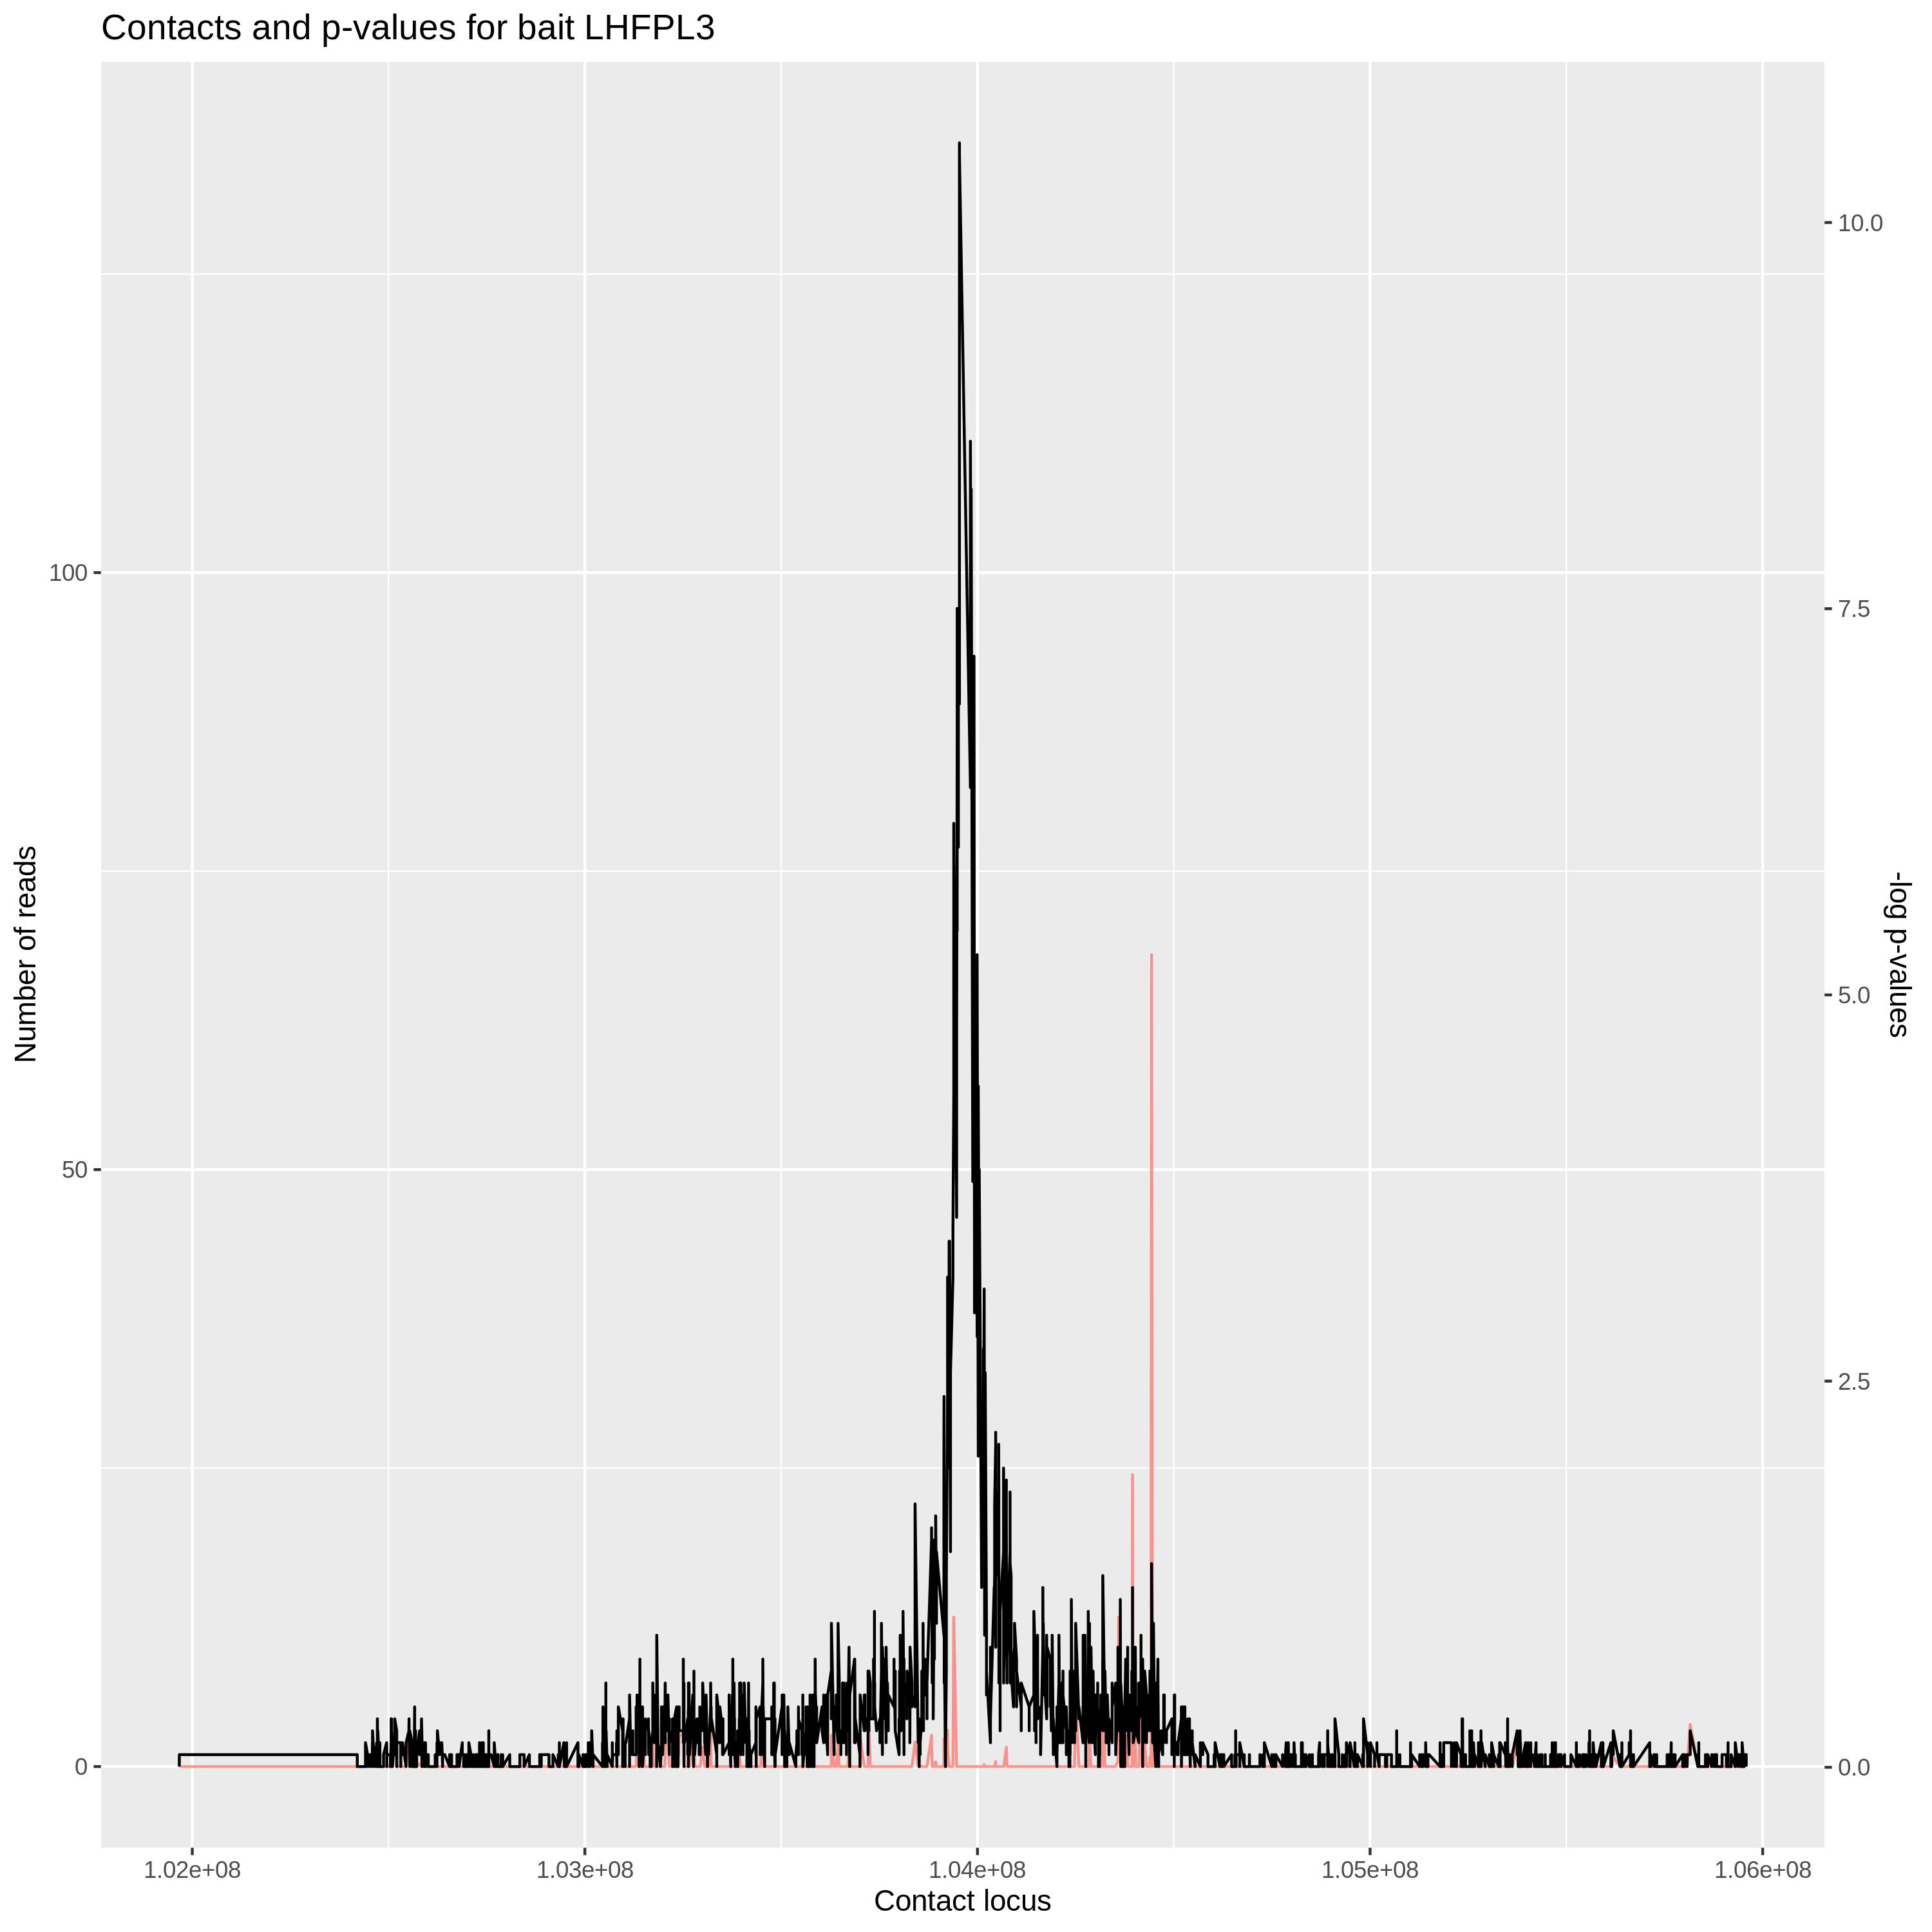 Contacts and p-values for bait LHFPL3
Number of reads
100
50
0
10.0
7.5
5.0
2.5
0.0
-log p-values
1.02e+08
1.03e+08
1.04e+08
1.05e+08
1.06e+08
Contact locus